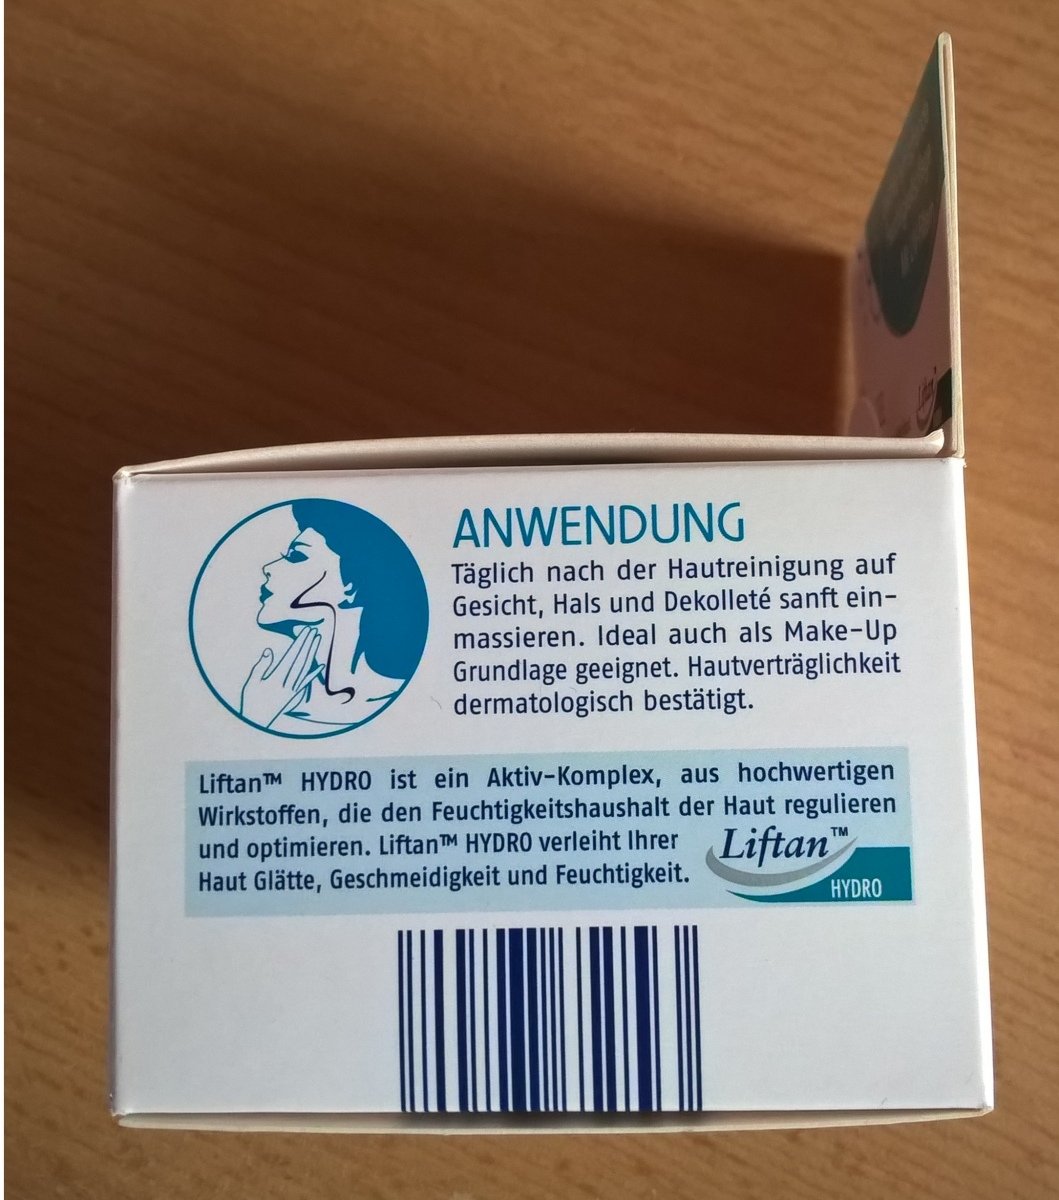 ANWENDUNG
Täglich nach der Hautreinigung auf
Gesicht, Hals und Dekolleté sanft ein-
massieren. Ideal auch als Make-Up
Grundlage geeignet. Hautverträglichkeit
dermatologisch bestätigt.
Liftan™ HYDRO ist ein Aktiv-Komplex, aus hochwertigen
Wirkstoffen, die den Feuchtigkeitshaushalt der Haut regulieren
und optimieren. Liftan™ HYDRO verleiht Ihrer
Haut Glätte, Geschmeidigkeit und Feuchtigkeit.
Liftan™
HYDRO